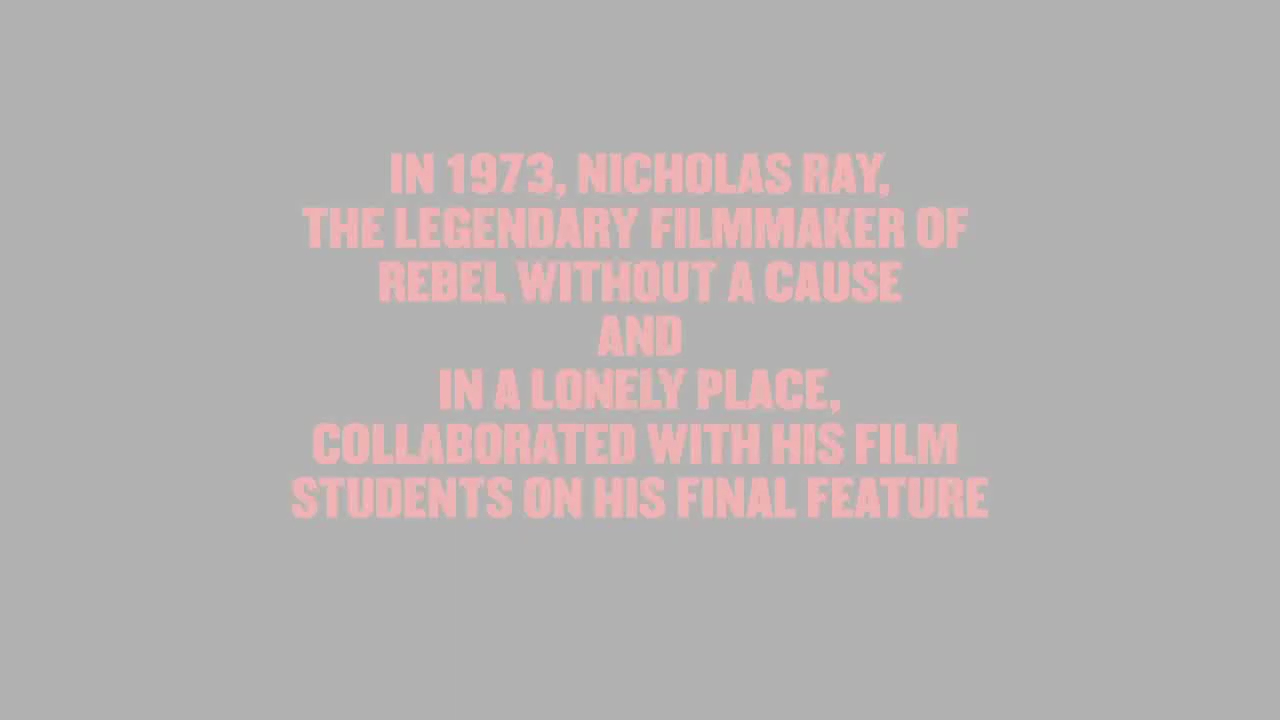 IN 1973, NICHOLAS RAY,
THE LEGENDARY FILMMAKER OF
REBEL WITHOUT A CAUSE
AND
IN A LONELY PLACE,
COLLABORATED WITH HIS FILM
STUDENTS ON HIS FINAL FEATURE